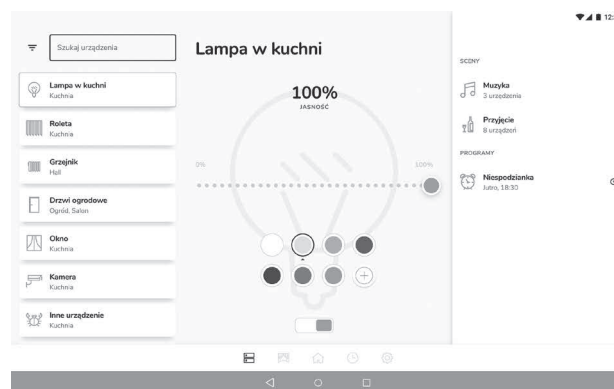 12:
Szukaj urządzenia
Lampa w kuchni
Kuchnia
Roleta
Kuchnia
Grzejnik
Hall
Drzwi ogrodowe
Ogród, Salon
Okno
Kuchnia
Kamera
Kuchnia
Inne urządzenie
Kuchnia
Lampa w kuchni
100%
JASNOŚĆ
0%
100%
SCENY
Muzyka
3 urządzenia
Przyjęcie
8 urządzeń
PROGRAMY
Niespodzianka
Jutro, 18:30